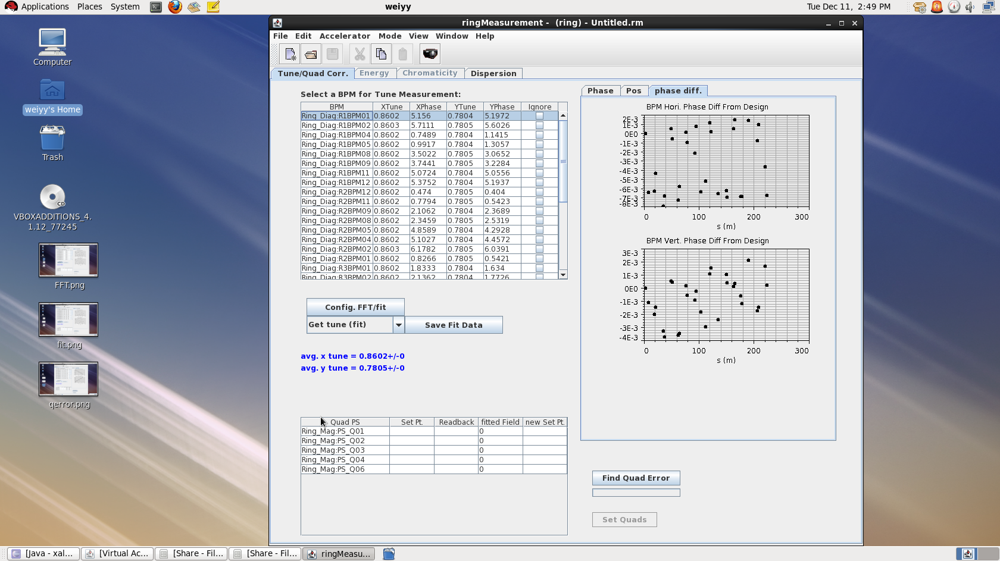 Applications Places System
weiyy
Tue Dec 11, 2:49 PM
Computer
weiyy's Home
Trash
CD
VBOXADDITIONS_4.
1.12_77245
FFT.png
fit.png
qerror.png
ringMeasurement - (ring) - Untitled.rm
File Edit Accelerator Mode View Window Help
Tune/Quad Corr. Energy Chromaticity Dispersion
Select a BPM for Tune Measurement:
BPM XTune XPhase YTune YPhase Ignore
Ring_Diag:R1BPM01 0.8602 5.156 0.7804 5.1972
Ring_Diag:R1BPM02 0.8603 5.7111 0.7805 5.6026
Ring_Diag:R1BPM04 0.8602 0.7489 0.7804 1.1415
Ring_Diag:R1BPM05 0.8602 0.9917 0.7804 1.3057
Ring_Diag:R1BPM08 0.8602 3.5022 0.7804 3.0652
Ring_Diag:R1BPM09 0.8602 3.7441 0.7804 3.2284
Ring_Diag:R1BPM11 0.8602 5.0724 0.7804 5.0556
Ring_Diag:R1BPM12 0.8602 5.3752 0.7804 5.1937
Ring_Diag:R2BPM12 0.8602 0.474 0.7805 0.404
Ring_Diag:R2BPM11 0.8602 0.7794 0.7805 0.5423
Ring_Diag:R2BPM09 0.8602 2.1062 0.7804 2.3689
Ring_Diag:R2BPM08 0.8602 2.3459 0.7805 2.5319
Ring_Diag:R2BPM05 0.8602 4.8589 0.7805 4.2928
Ring_Diag:R2BPM04 0.8602 5.1027 0.7804 4.4572
Ring_Diag:R2BPM02 0.8603 6.1782 0.7805 6.0391
Ring_Diag:R2BPM01 0.8602 0.8266 0.7805 0.5421
Ring_Diag:R3BPM01 0.8602 1.8333 0.7804 1.634
Ring_Diag:R3BPM02 0.8602 2.1362 0.7804 1.7726
Config. FFT/fit
Get tune (fit) Save Fit Data
avg. x tune = 0.8602+/-0
avg. y tune = 0.7805+/-0
Quad PS Set Pt. Readback fitted Field new Set Pt.
Ring_Mag:PS_Q01 0
Ring_Mag:PS_Q02 0
Ring_Mag:PS_Q03 0
Ring_Mag:PS_Q04 0
Ring_Mag:PS_Q06 0
Phase Pos phase diff.
BPM Hori. Phase Diff From Design
2E-3
1E-3
0E0
-1E-3
-2E-3
-3E-3
-4E-3
-5E-3
-6E-3
-7E-3
-8E-3
0 100 200 300
s (m)
BPM Vert. Phase Diff From Design
3E-3
2E-3
1E-3
0E0
-1E-3
-2E-3
-3E-3
-4E-3
0 100 200 300
s (m)
Find Quad Error
Set Quads
[Java - xal... [Virtual Ac... [Share - Fil... [Share - Fil... ringMeasu...